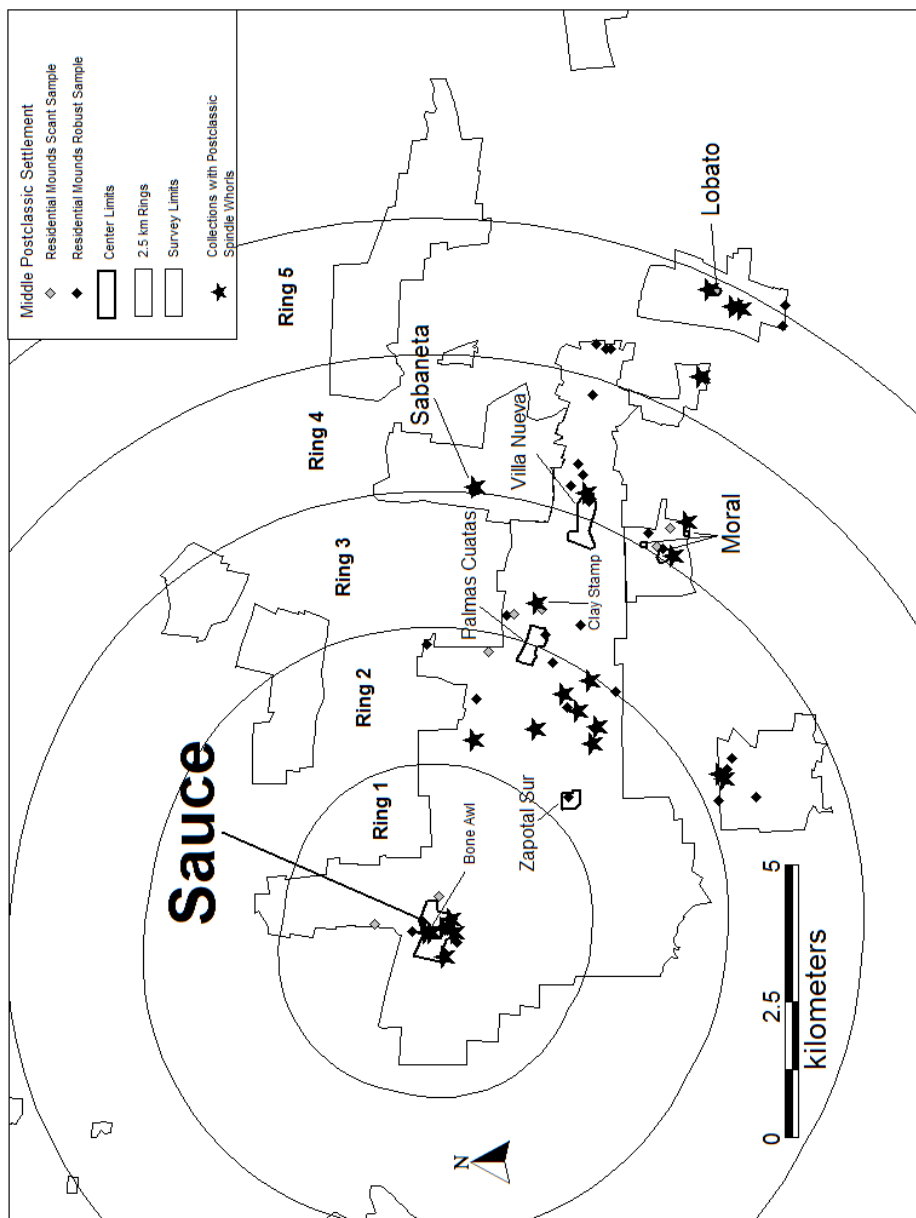 Middle Postclassic Settlement
Residential Mounds Scant Sample
Residential Mounds Robust Sample
Center Limits
2.5 km Rings
Survey Limits
Collections with Postclassic
Spindle Whorls
Sauce
Ring 1
Ring 2
Ring 3
Ring 4
Ring 5
Bone Awl
Zapotal Sur
Palmas Cuatas
Sabaneta
Villa Nueva
Clay Stamp
Moral
Lobato
N
0 2.5 5
kilometers